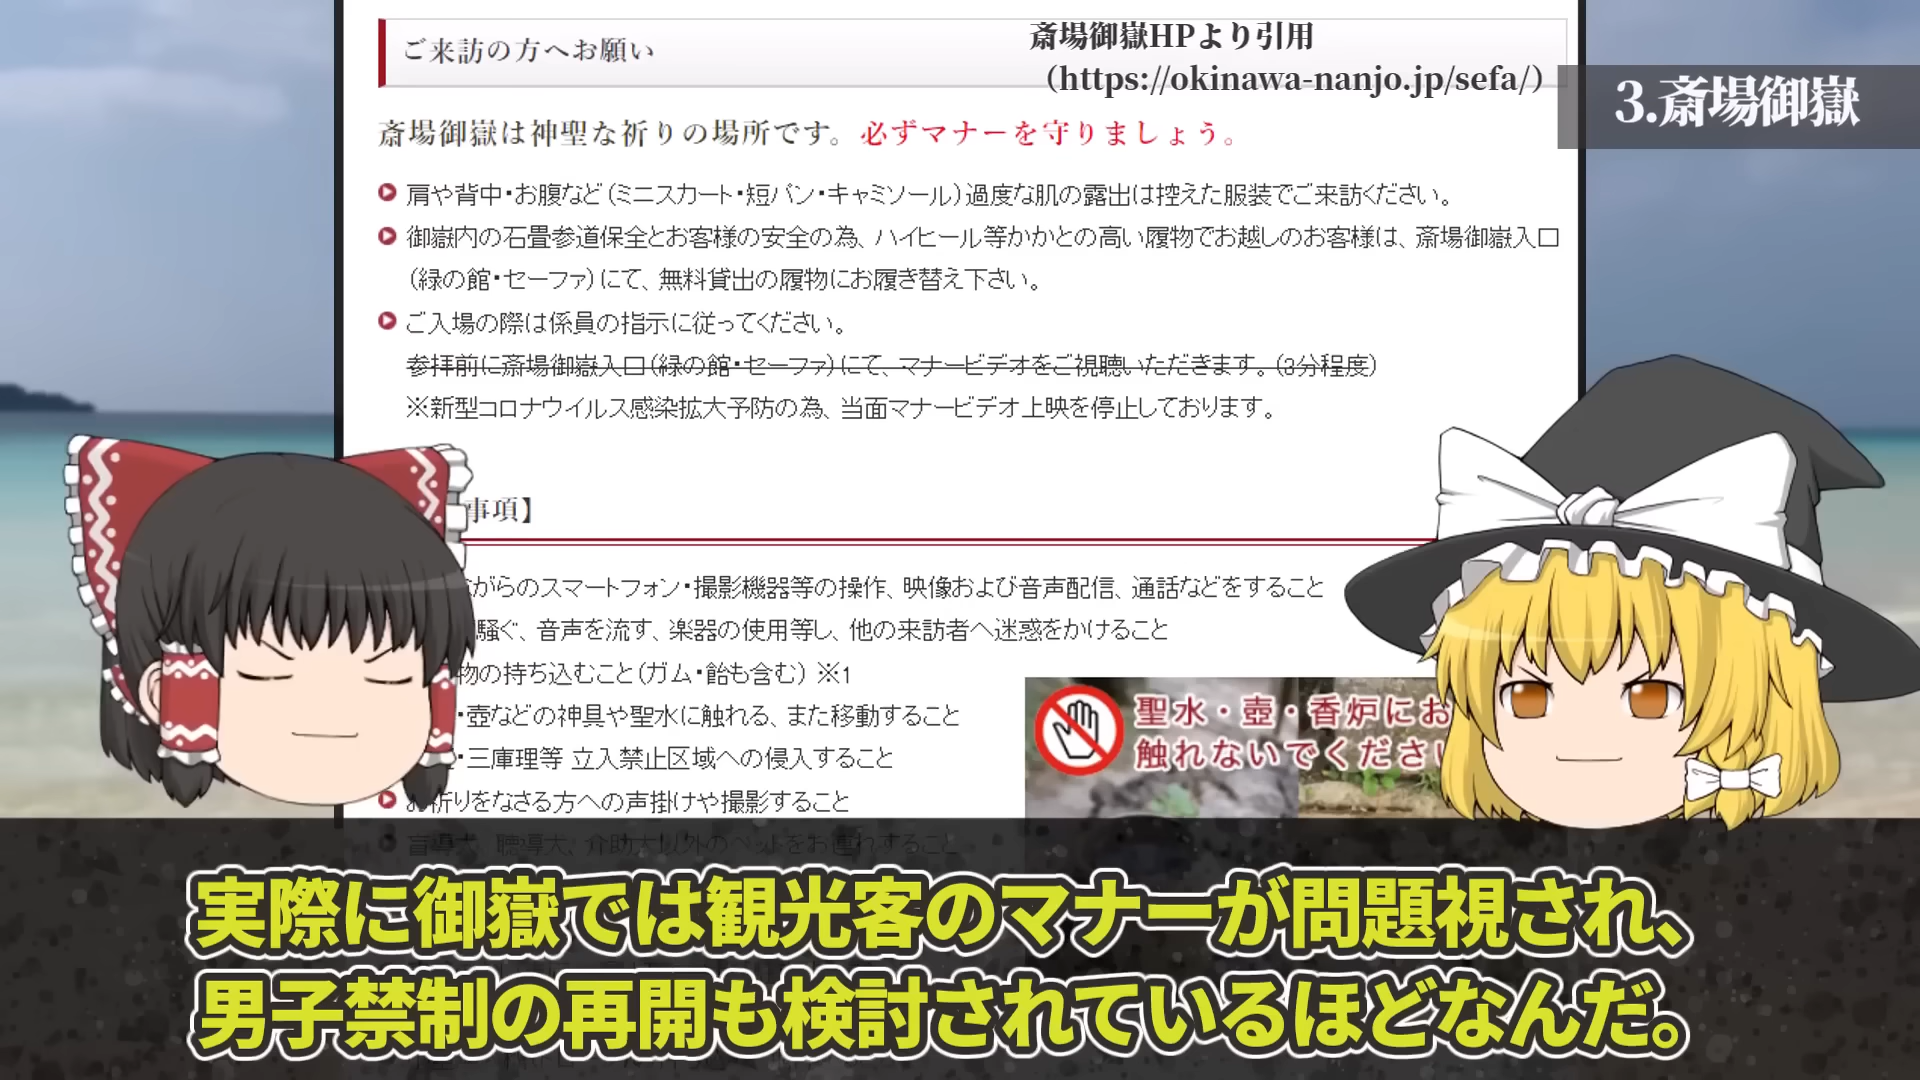 ご来訪の方へお願い
斎場御嶽HPより引用
（https://okinawa-nanjo.jp/sefa/）
3.斎場御嶽
斎場御嶽は神聖な祈りの場所です。必ずマナーを守りましょう。
肩や背中・お腹など（ミニスカート・短パン・キャミソール）過度な肌の露出は控えた服装でご来訪ください。
御嶽内の石畳参道保全とお客様の安全の為、ハイヒール等かかとの高い履物でお越しのお客様は、斎場御嶽入口
（緑の館・セーファ）にて、無料貸出の履物にお履き替え下さい。
ご入場の際は係員の指示に従ってください。
参拝前に斎場御嶽入口（緑の館・セーファ）にて、マナービデオをご視聴いただきます。（3分程度）
※新型コロナウイルス感染拡大予防の為、当面マナービデオ上映を停止しております。
事項】
がらのスマートフォン・撮影機器等の操作、映像および音声配信、通話などをすること
騒ぐ、音声を流す、楽器の使用等し、他の来訪者へ迷惑をかけること
物の持ち込むこと（ガム・飴も含む）※1
・壺などの神具や聖水に触れる、また移動すること
・三庫理等 立入禁止区域への侵入すること
お祈りをなさる方への声掛けや撮影すること
盲導犬、聴導犬、介助犬以外のペットをお連れすること
聖水・壺・香炉にお
触れないでくださ
実際に御嶽では観光客のマナーが問題視され、
男子禁制の再開も検討されているほどなんだ。